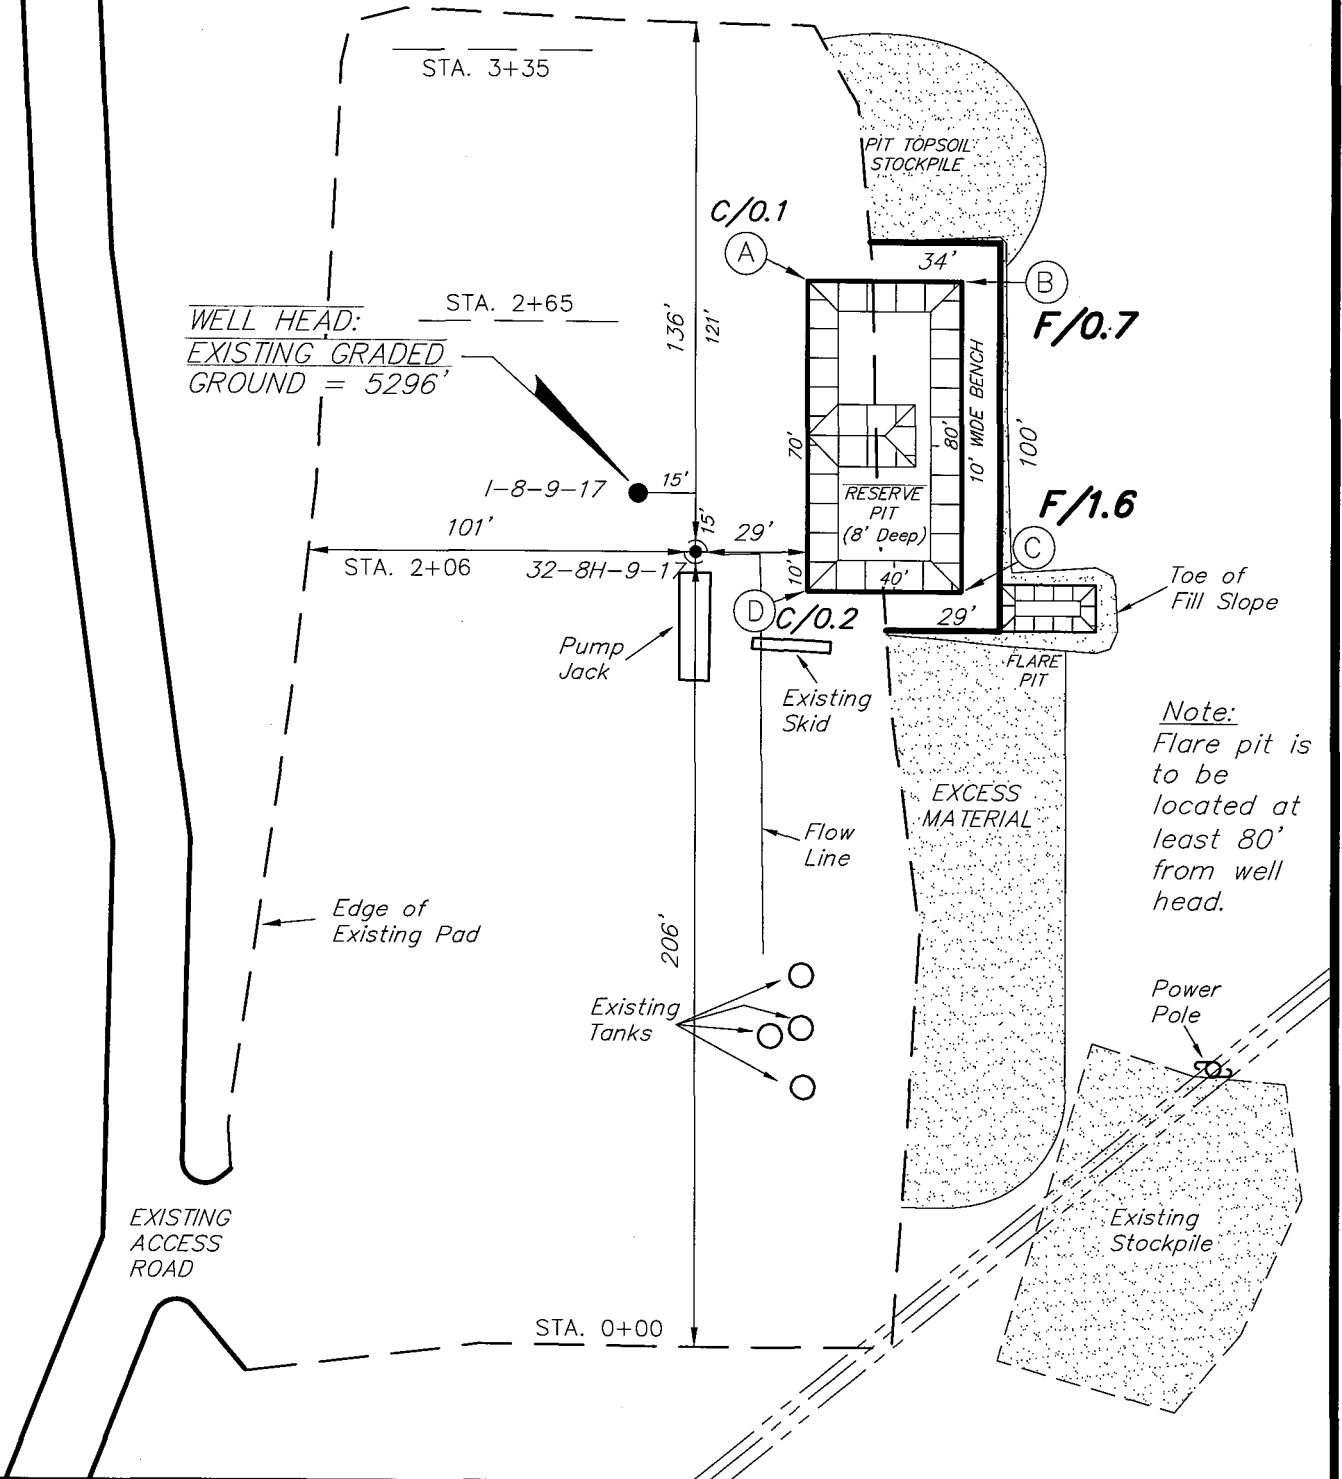 STA. 3+35
PIT TOPSOIL
STOCKPILE
C/0.1
A
34'
B
F/0.7
STA. 2+65
WELL HEAD:
EXISTING GRADED
GROUND = 5296'
136'
121'
10' WIDE BENCH
70'
80'
100'
1-8-9-17
15'
RESERVE
PIT
(8' Deep)
F/1.6
101'
15'
29'
C
STA. 2+06
32-8H-9-17
10'
40'
D
C/0.2
29'
Toe of
Fill Slope
Pump
Jack
FLARE
PIT
Existing
Skid
Note:
Flare pit is
to be
located at
least 80'
from well
head.
EXCESS
MATERIAL
Flow
Line
Edge of
Existing Pad
206'
Existing
Tanks
Power
Pole
EXISTING
ACCESS
ROAD
Existing
Stockpile
STA. 0+00